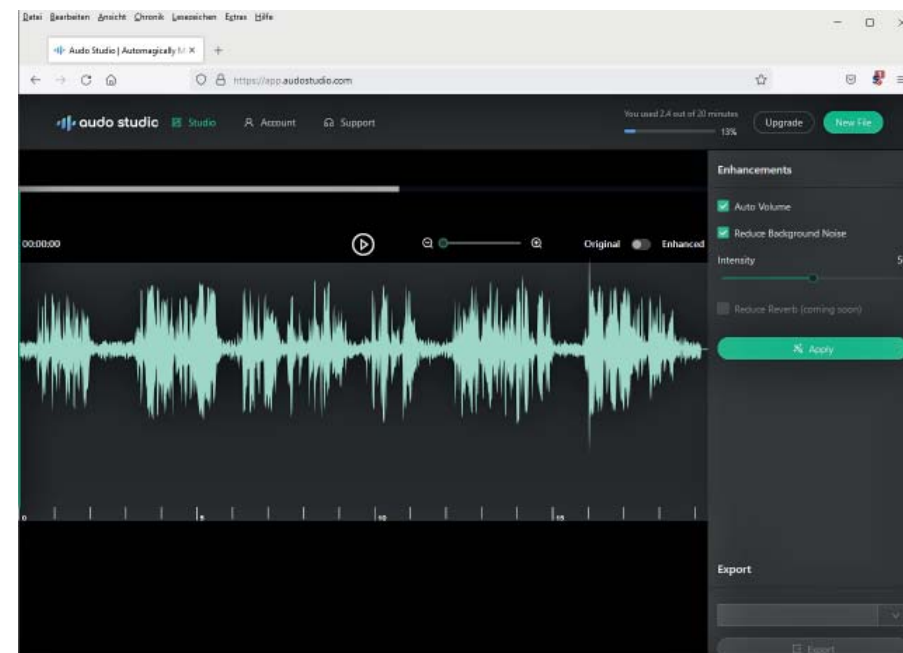 Datei Bearbeiten Ansicht Chronik Lesezeichen Extras Hilfe
Audo Studio | Automagically M
https://app.audostudio.com
audo studio Studio Account Support
You used 2.4 out of 20 minutes
13%
Upgrade
New File
Enhancements
Auto Volume
00:00:00
Original Enhanced
Reduce Background Noise
Intensity 5
Reduce Reverb (coming soon)
Apply
0 5 10 15
Export
Export